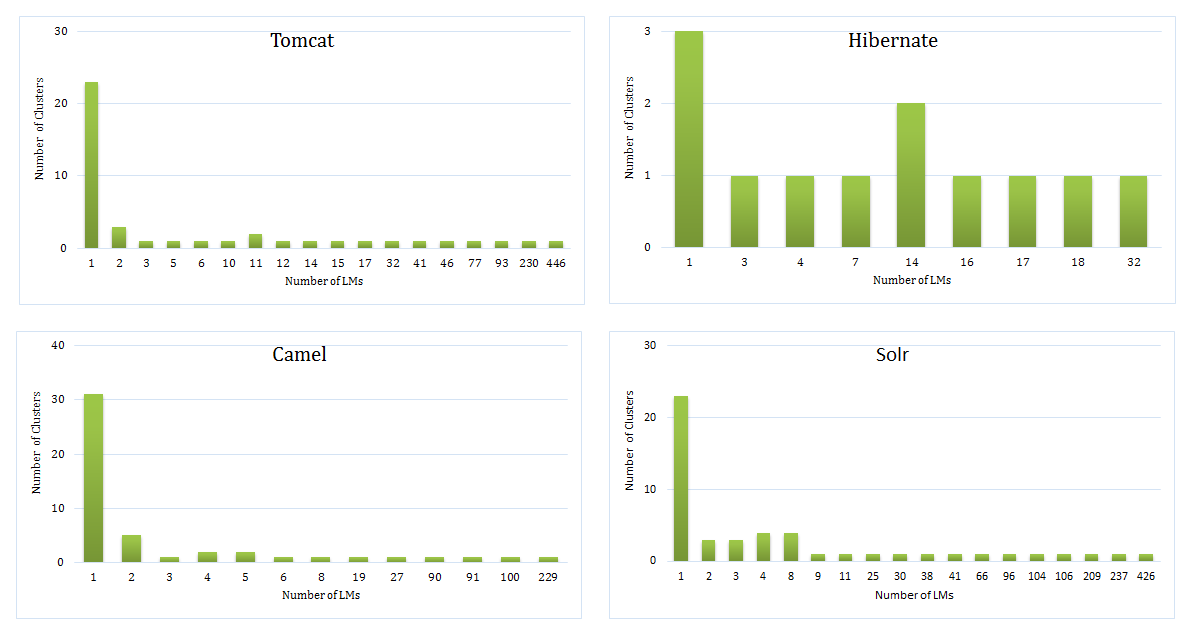 Tomcat
Number of Clusters
30
20
10
0
1 2 3 5 6 10 11 12 14 15 17 32 41 46 77 93 230 446
Number of LMs
Hibernate
Number of Clusters
3
2
1
0
1 3 4 7 14 16 17 18 32
Number of LMs
Camel
Number of Clusters
40
30
20
10
0
1 2 3 4 5 6 8 19 27 90 91 100 229
Number of LMs
Solr
Number of Clusters
30
20
10
0
1 2 3 4 8 9 11 25 30 38 41 66 96 104 106 209 237 426
Number of LMs